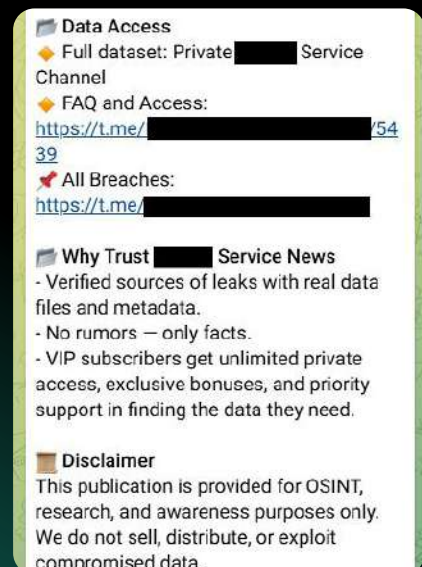 Data Access
Full dataset: Private Service
Channel
FAQ and Access:
https://t.me/ /54
39
All Breaches:
https://t.me/
Why Trust Service News
- Verified sources of leaks with real data
files and metadata.
- No rumors — only facts.
- VIP subscribers get unlimited private
access, exclusive bonuses, and priority
support in finding the data they need.
Disclaimer
This publication is provided for OSINT,
research, and awareness purposes only.
We do not sell, distribute, or exploit
compromised data.